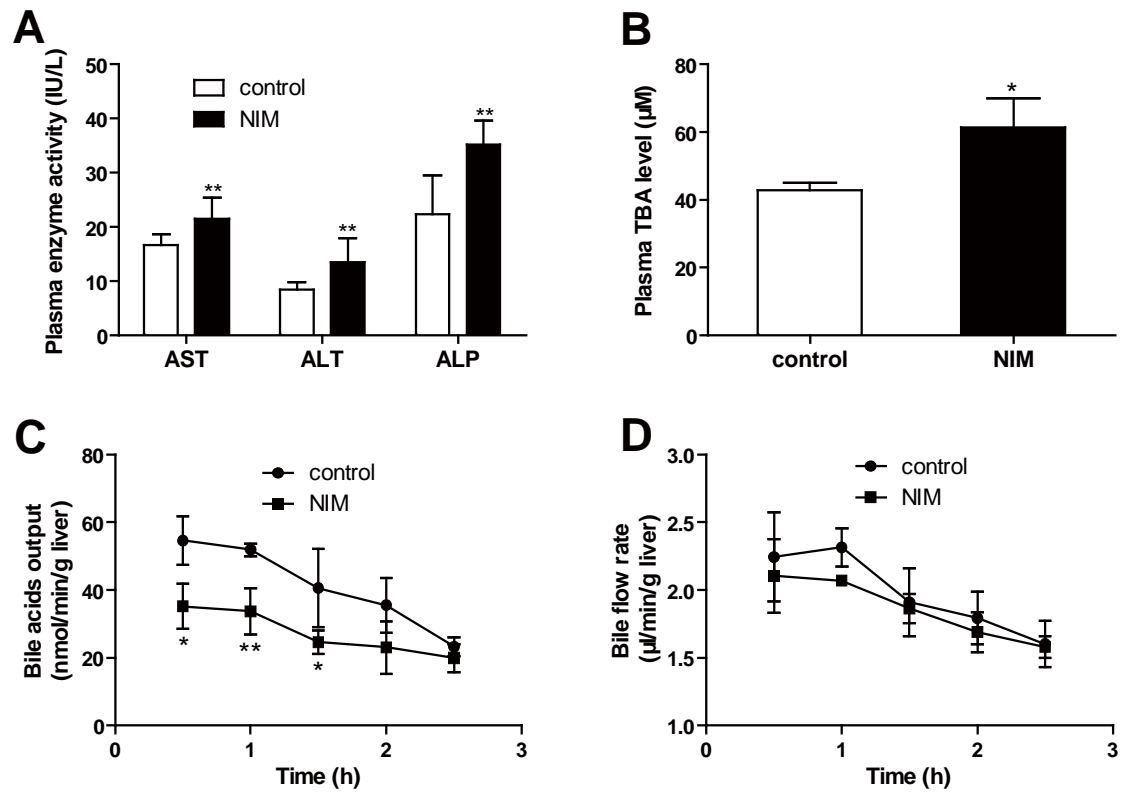 A
Plasma enzyme activity (IU/L)
50
40
30
20
10
0
control
NIM
**
**
**
AST ALT ALP
B
Plasma TBA level (µM)
80
60
40
20
0
*
control NIM
C
Bile acids output
(nmol/min/g liver)
80
60
40
20
0
control
NIM
*
**
*
0 1 2 3
Time (h)
D
Bile flow rate
(µl/min/g liver)
3.0
2.5
2.0
1.5
1.0
control
NIM
0 1 2 3
Time (h)